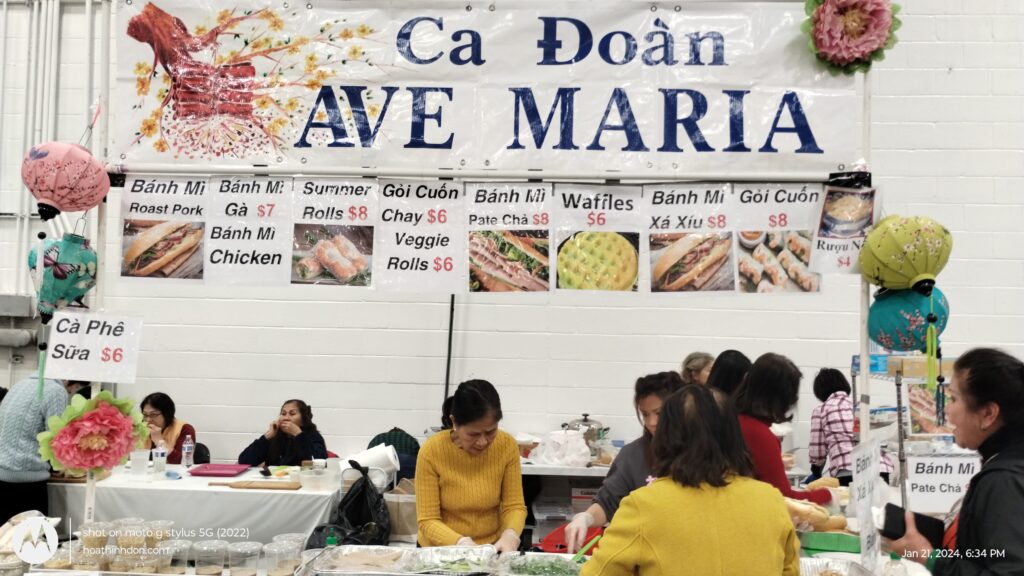 Ca Đoàn
AVE MARIA
Bánh Mì
Roast Pork
Bánh Mì
Gà $7
Bánh Mì
Chicken
Summer
Rolls $8
Gỏi Cuốn
Chay $6
Veggie
Rolls $6
Bánh Mì
Pate Chả $8
Waffles
$6
Bánh Mì
Xá Xíu $8
Gỏi Cuốn
$8
Rượu
$4
Cà Phê
Sữa $6
Bánh Mì
Pate Chả
shot on moto g stylus 5G (2022)
hoathinhdon.com
Jan 21, 2024, 6:34 PM